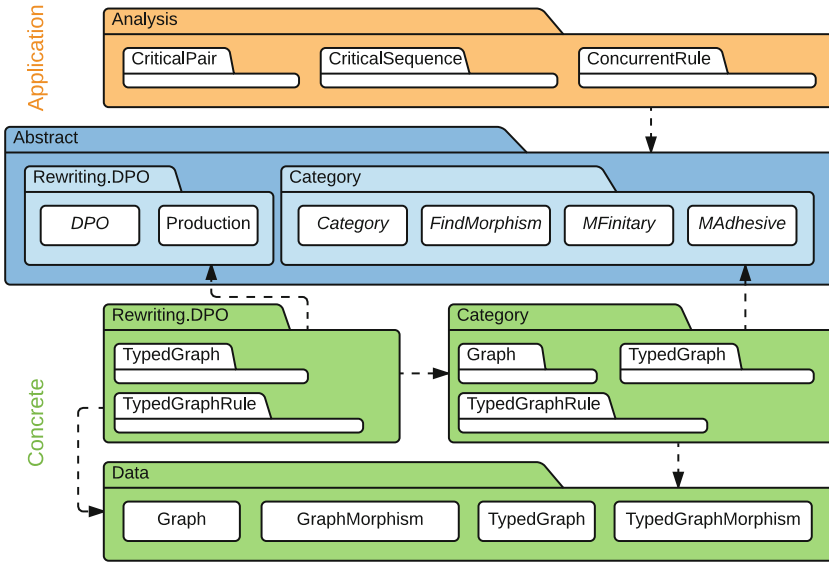 Application
Analysis
CriticalPair
CriticalSequence
ConcurrentRule
Abstract
Rewriting.DPO
DPO
Production
Category
Category
FindMorphism
MFinitary
MAdhesive
Concrete
Rewriting.DPO
TypedGraph
TypedGraphRule
Category
Graph
TypedGraph
TypedGraphRule
Data
Graph
GraphMorphism
TypedGraph
TypedGraphMorphism